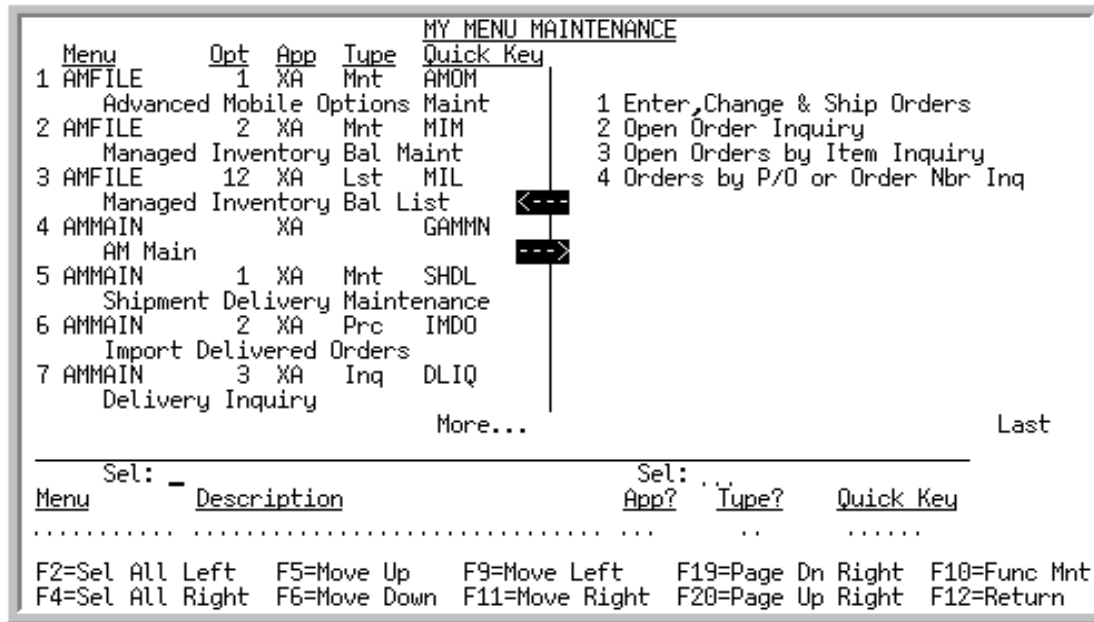 MY MENU MAINTENANCE
Menu Opt App Type Quick Key
1 AMFILE 1 XA Mnt AMOM
Advanced Mobile Options Maint 1 Enter,Change & Ship Orders
2 AMFILE 2 XA Mnt MIM 2 Open Order Inquiry
Managed Inventory Bal Maint 3 Open Orders by Item Inquiry
3 AMFILE 12 XA Lst MIL 4 Orders by P/O or Order Nbr Inq
Managed Inventory Bal List <---
4 AMMAIN XA GAMMN
AM Main --->
5 AMMAIN 1 XA Mnt SHDL
Shipment Delivery Maintenance
6 AMMAIN 2 XA Prc IMDO
Import Delivered Orders
7 AMMAIN 3 XA Inq DLIQ
Delivery Inquiry
More... Last
Sel: _ Sel: ...
Menu Description App? Type? Quick Key
........... ................................ ... .. ......
F2=Sel All Left F5=Move Up F9=Move Left F19=Page Dn Right F10=Func Mnt
F4=Sel All Right F6=Move Down F11=Move Right F20=Page Up Right F12=Return